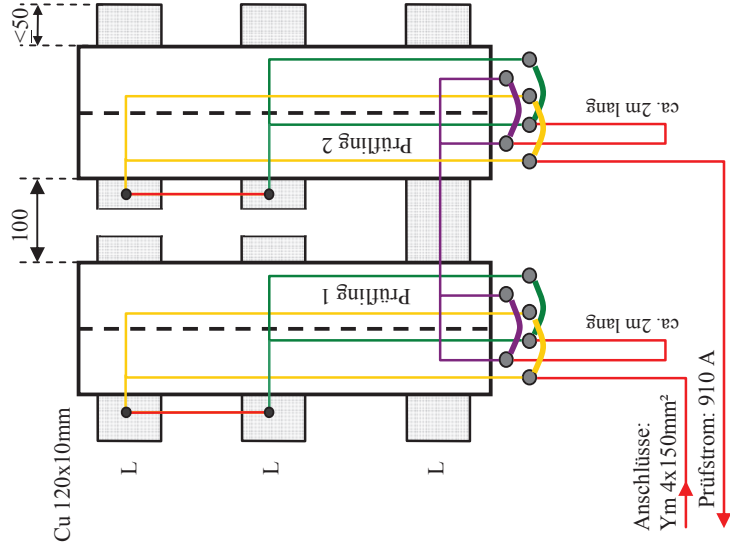 <50
100
Cu 120x10mm
L
L
L
Prüfling 1
Prüfling 2
ca. 2m lang
ca. 2m lang
Anschlüsse:
Ym 4x150mm²
Prüfstrom: 910 A